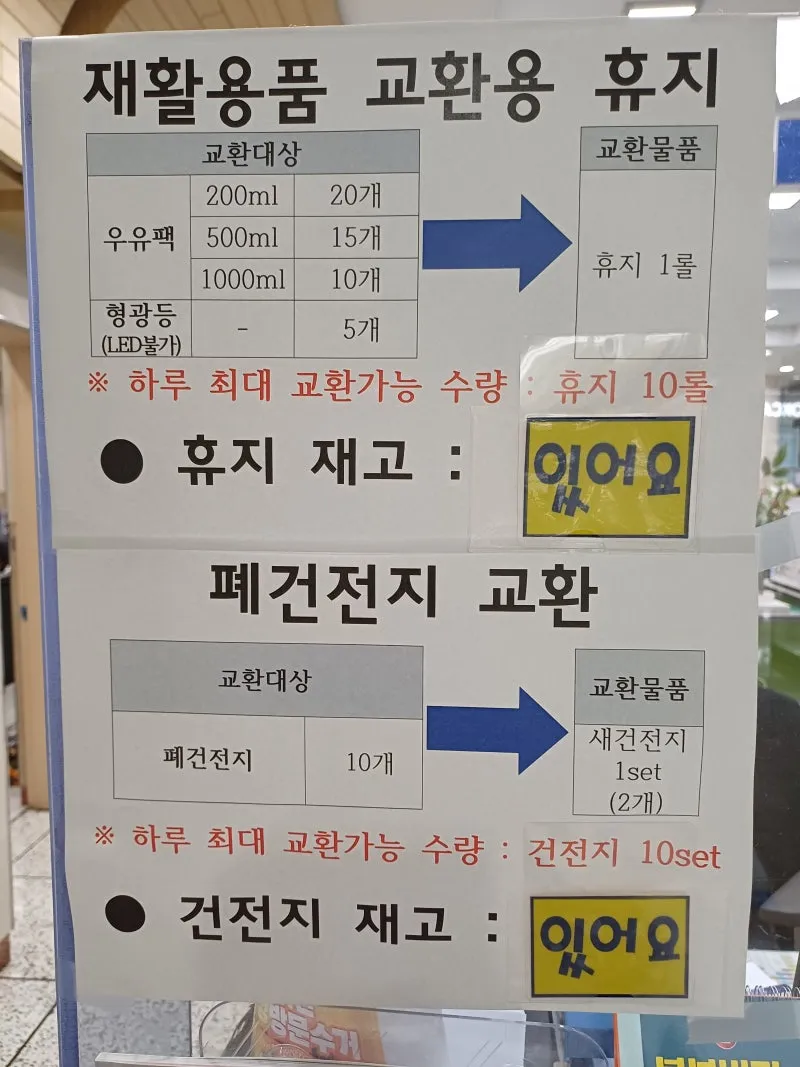 재활용품 교환용 휴지
교환대상
교환물품
우유팩
200ml 20개
500ml 15개
1000ml 10개
형광등
(LED불가)
- 5개
휴지 1롤
※ 하루 최대 교환가능 수량 : 휴지 10롤
● 휴지 재고 : 있어요
폐건전지 교환
교환대상
교환물품
폐건전지 10개
새건전지
1set
(2개)
※ 하루 최대 교환가능 수량 : 건전지 10set
● 건전지 재고 : 있어요
방문수거